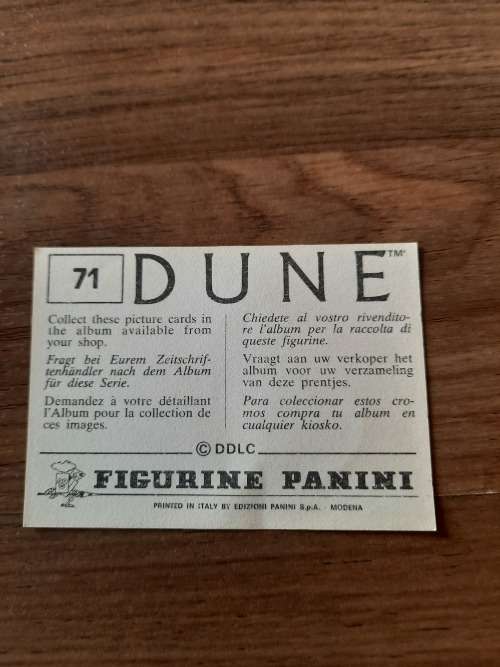 71
DUNE™
Collect these picture cards in
the album available from
your shop.
Fragt bei Eurem Zeitschrif-
tenhändler nach dem Album
für diese Serie.
Demandez à votre détaillant
l'Album pour la collection de
ces images.
Chiedete al vostro rivendito-
re l'album per la raccolta di
queste figurine.
Vraagt aan uw verkoper het
album voor uw verzameling
van deze prentjes.
Para coleccionar estos cro-
mos compra tu album en
cualquier kiosko.
© DDLC
FIGURINE PANINI
PRINTED IN ITALY BY EDIZIONI PANINI S.p.A. - MODENA